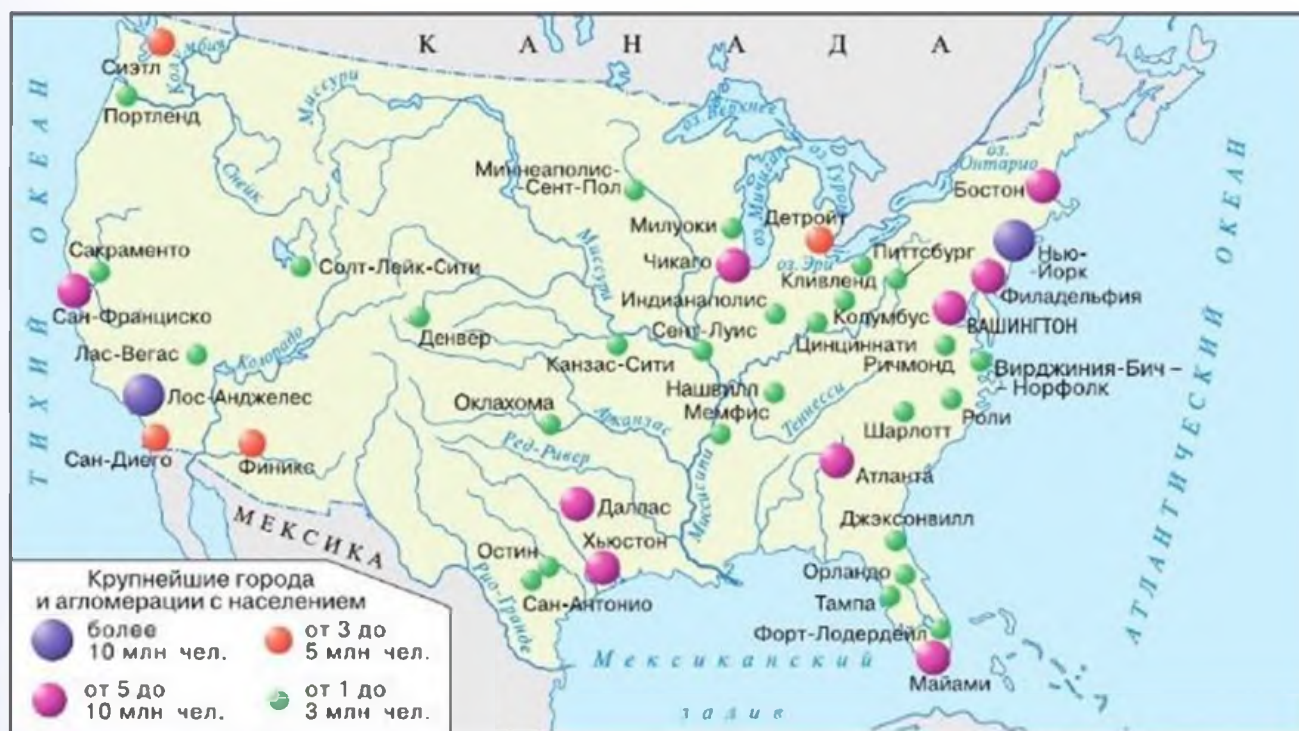 К А Н А Д А
Сиэтл
Колумбия
Портленд
Миссури
Снейк
оз. Верхнее
оз. Мичиган
оз. Гурон
оз.
Онтарио
Бостон
Миннеаполис-
-Сент-Пол
Милуоки
Детройт
Чикаго
оз. Эри
Питтсбург
Кливленд
Нью-
-Йорк
Филадельфия
ВАШИНГТОН
Сакраменто
Сан-Франциско
Солт-Лейк-Сити
Миссури
Индианаполис
Колумбус
Цинциннати
Сент-Луис
Канзас-Сити
Денвер
Колорадо
Лас-Вегас
Ричмонд
Вирджиния-Бич –
- Норфолк
Нашвилл
Мемфис
Теннесси
Роли
Шарлотт
Лос-Анджелес
Оклахома
Арканзас
Ред-Ривер
Сан-Диего
Финикс
Атланта
Даллас
Миссисипи
Хьюстон
Джэксонвилл
Остин
Сан-Антонио
Рио-Гранде
Орландо
Тампа
Форт-Лодердейл
Майами
МЕКСИКА
ТИХИЙ ОКЕАН
АТЛАНТИЧЕСКИЙ ОКЕАН
Мексиканский
залив
Крупнейшие города
и агломерации с населением
более
10 млн чел.
от 3 до
5 млн чел.
от 5 до
10 млн чел.
от 1 до
3 млн чел.